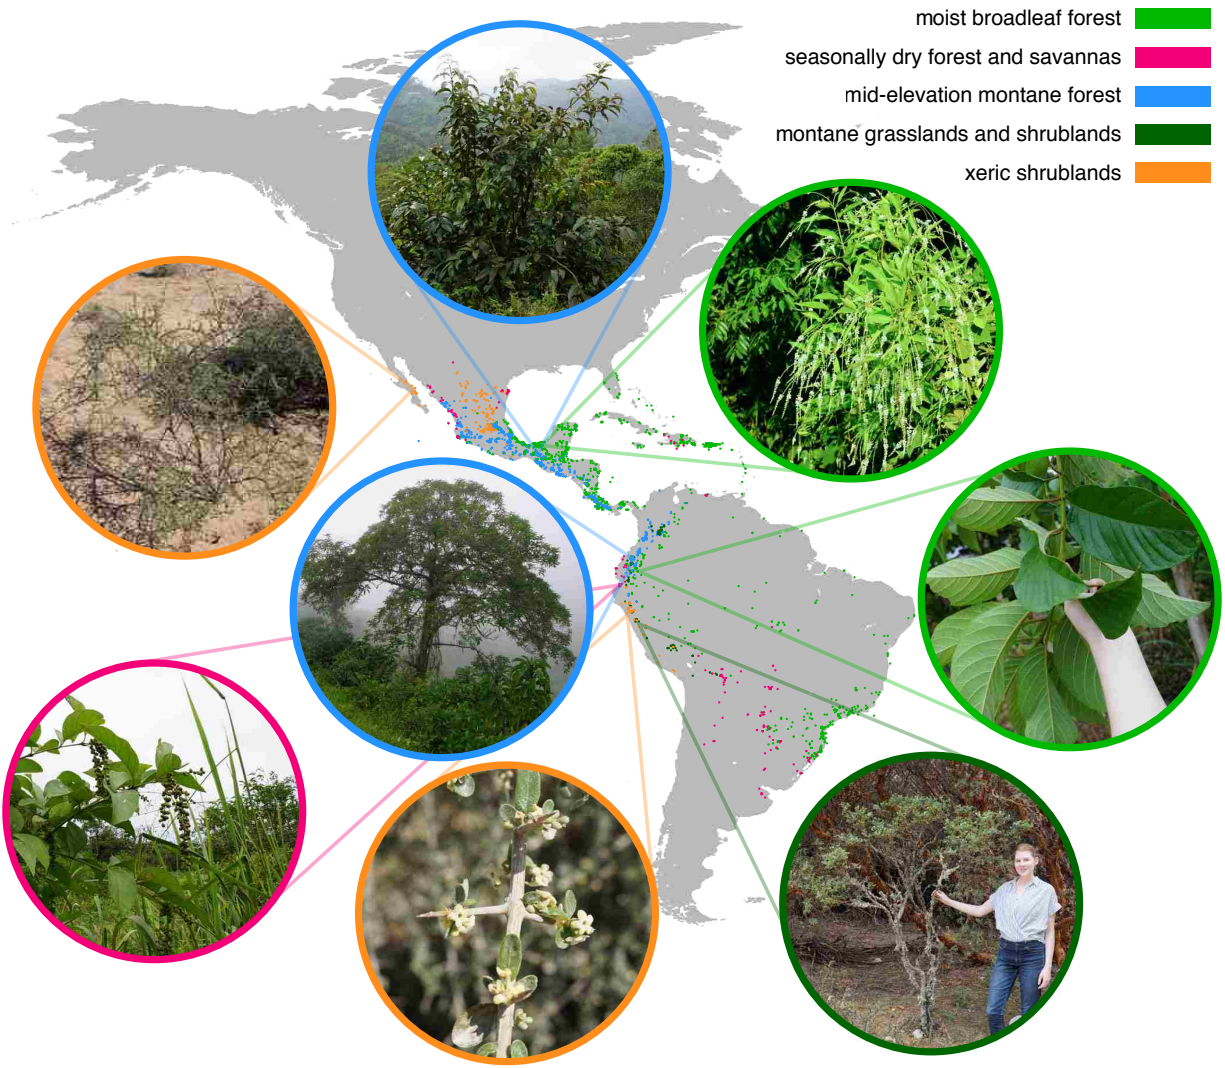 moist broadleaf forest
seasonally dry forest and savannas
mid-elevation montane forest
montane grasslands and shrublands
xeric shrublands